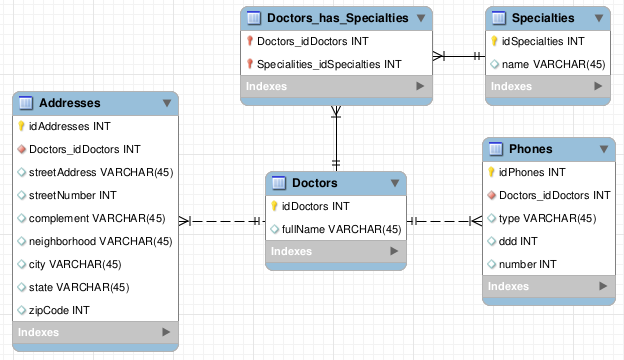 Doctors_has_Specialties
Doctors_idDoctors INT
Specialities_idSpecialties INT
Indexes
Specialties
idSpecialties INT
name VARCHAR(45)
Indexes
Addresses
idAddresses INT
Doctors_idDoctors INT
streetAddress VARCHAR(45)
streetNumber INT
complement VARCHAR(45)
neighborhood VARCHAR(45)
city VARCHAR(45)
state VARCHAR(45)
zipCode INT
Indexes
Doctors
idDoctors INT
fullName VARCHAR(45)
Indexes
Phones
idPhones INT
Doctors_idDoctors INT
type VARCHAR(45)
ddd INT
number INT
Indexes